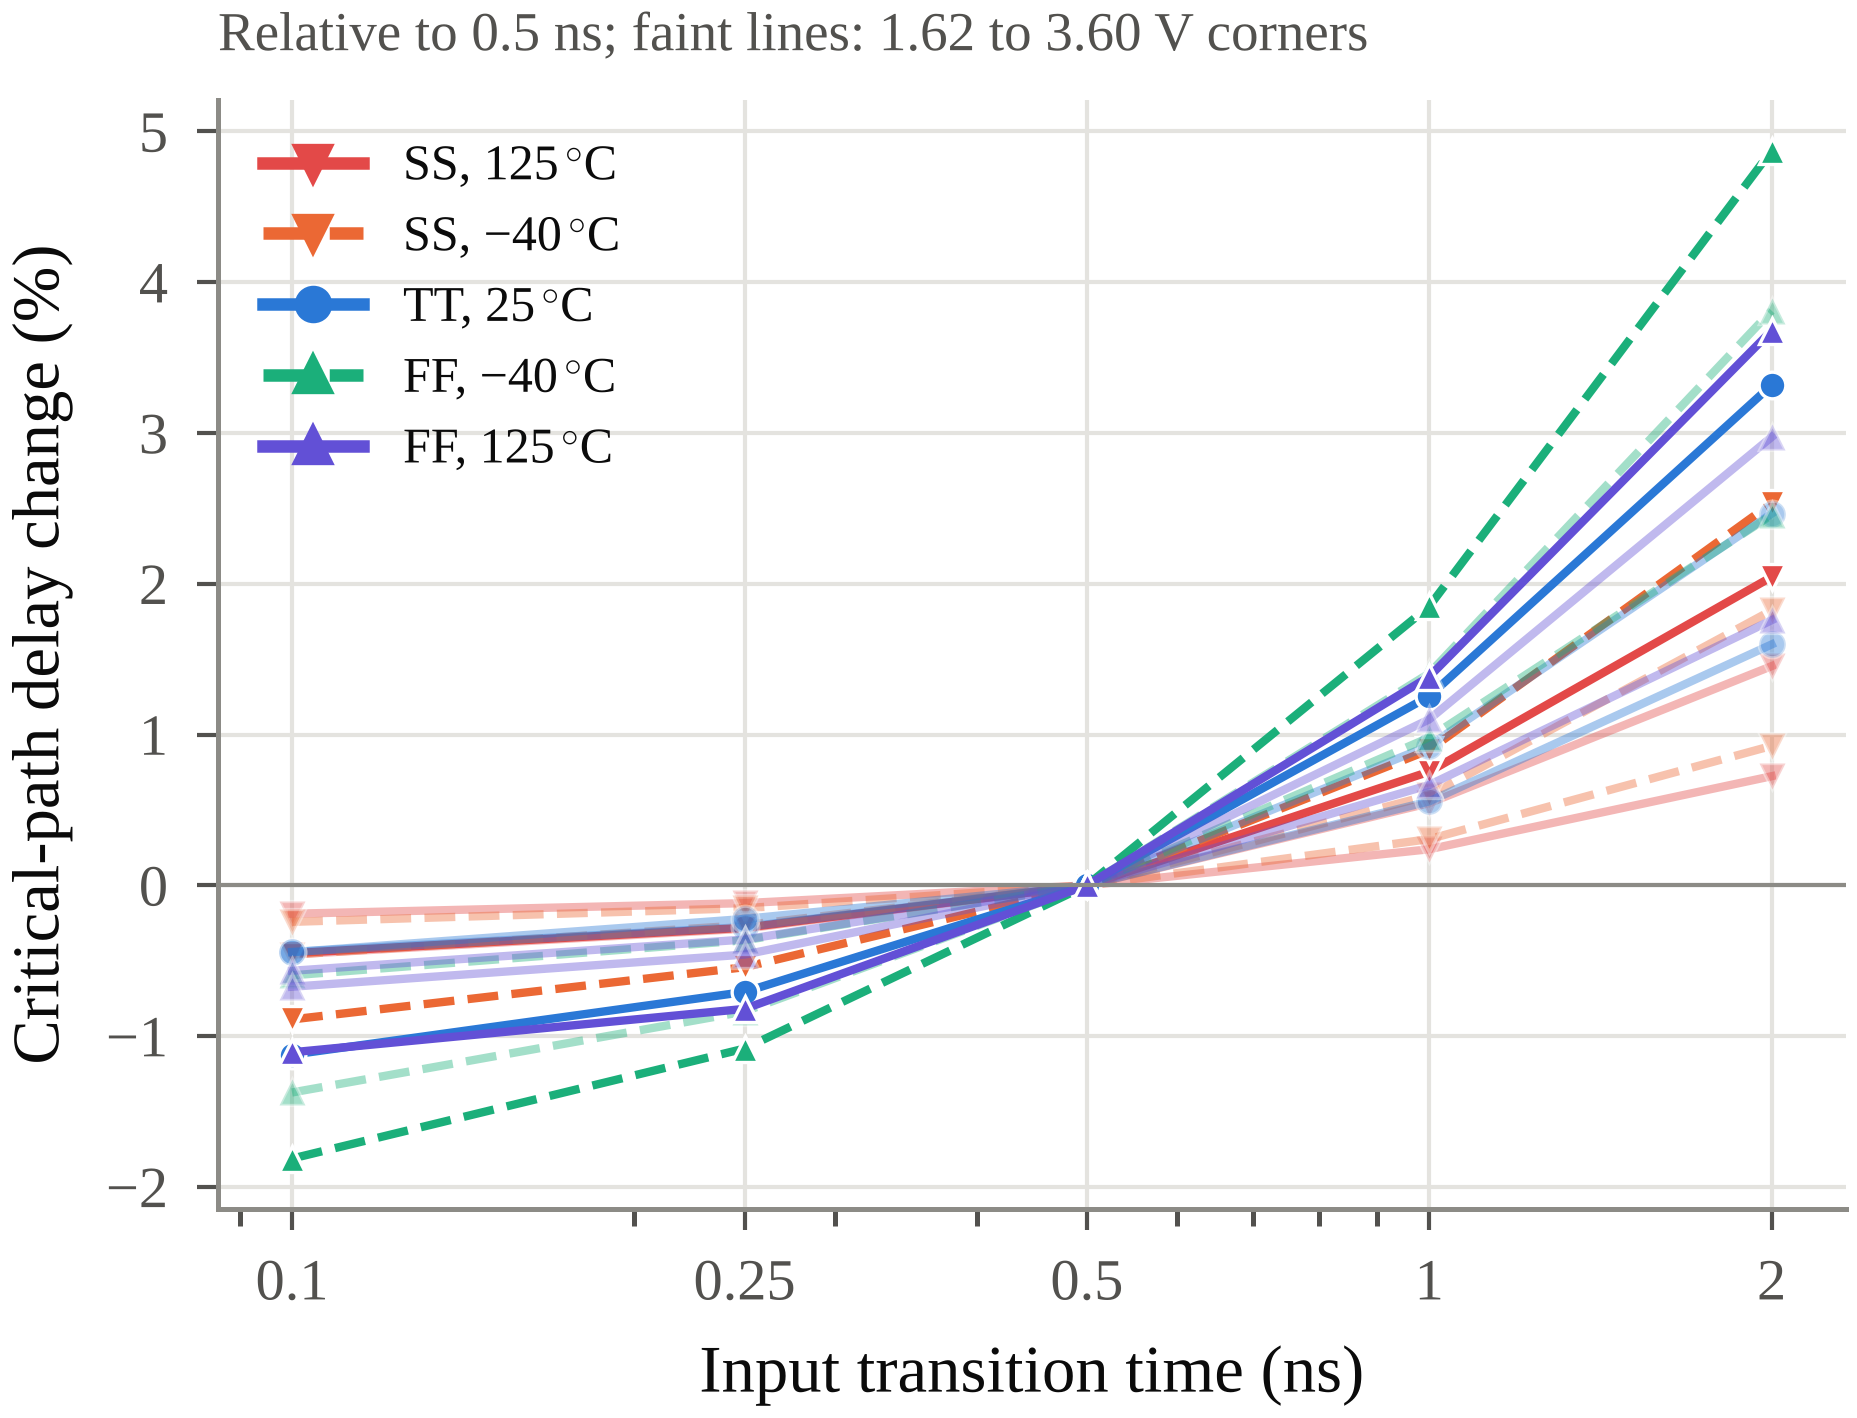 Relative to 0.5 ns; faint lines: 1.62 to 3.60 V corners
Critical-path delay change (%)
5
4
3
2
1
0
−1
−2
SS, 125 °C
SS, −40 °C
TT, 25 °C
FF, −40 °C
FF, 125 °C
0.1 0.25 0.5 1 2
Input transition time (ns)